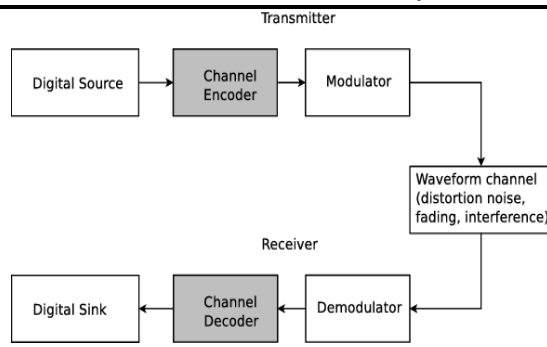 Transmitter
Digital Source
Channel
Encoder
Modulator
Waveform channel
(distortion noise,
fading, interference)
Receiver
Digital Sink
Channel
Decoder
Demodulator